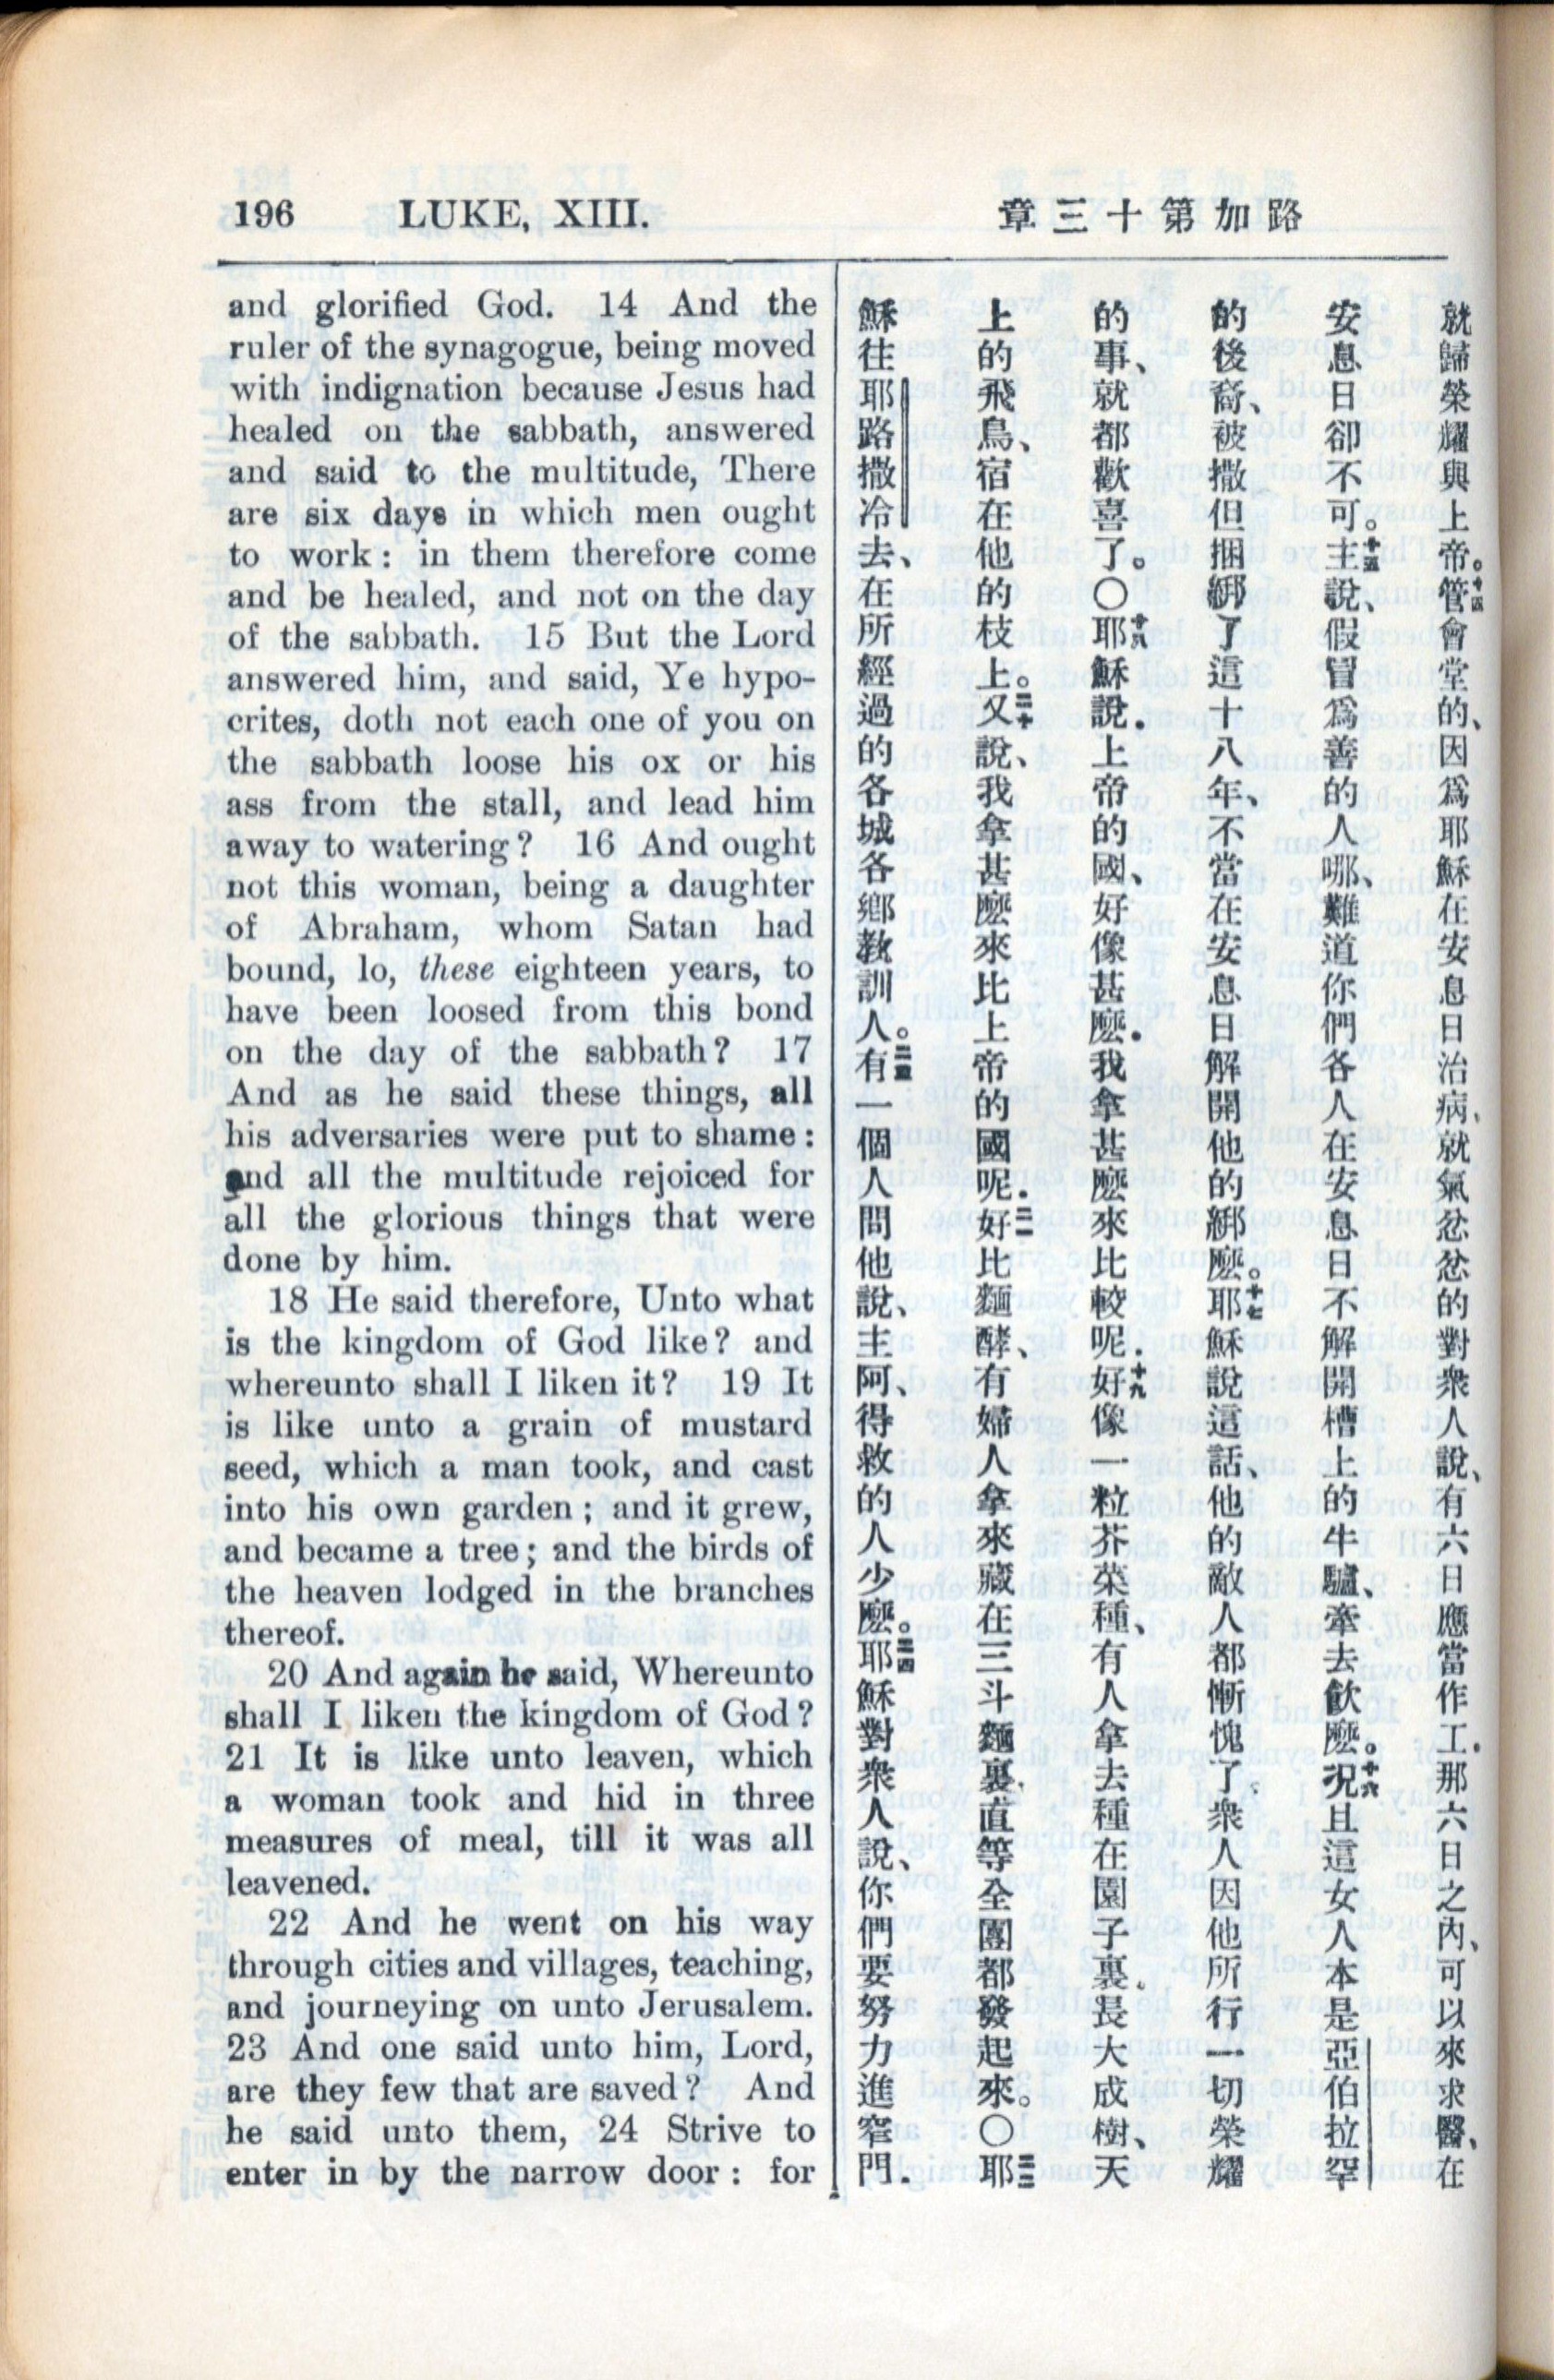 196 LUKE, XIII.
章三十第加路
and glorified God. 14 And the
ruler of the synagogue, being moved
with indignation because Jesus had
healed on the sabbath, answered
and said to the multitude, There
are six days in which men ought
to work: in them therefore come
and be healed, and not on the day
of the sabbath. 15 But the Lord
answered him, and said, Ye hypo-
crites, doth not each one of you on
the sabbath loose his ox or his
ass from the stall, and lead him
away to watering? 16 And ought
not this woman, being a daughter
of Abraham, whom Satan had
bound, lo, these eighteen years, to
have been loosed from this bond
on the day of the sabbath? 17
And as he said these things, all
his adversaries were put to shame:
and all the multitude rejoiced for
all the glorious things that were
done by him.
18 He said therefore, Unto what
is the kingdom of God like? and
whereunto shall I liken it? 19 It
is like unto a grain of mustard
seed, which a man took, and cast
into his own garden; and it grew,
and became a tree; and the birds of
the heaven lodged in the branches
thereof.
20 And again he said, Whereunto
shall I liken the kingdom of God?
21 It is like unto leaven, which
a woman took and hid in three
measures of meal, till it was all
leavened.
22 And he went on his way
through cities and villages, teaching,
and journeying on unto Jerusalem.
23 And one said unto him, Lord,
are they few that are saved? And
he said unto them, 24 Strive to
enter in by the narrow door: for
就歸榮耀與上帝。十四管會堂的、因爲耶穌在安息日治病、就氣忿忿的對衆人說、有六日應當作工．那六日之內、可以來求醫、在
安息日卻不可。十五主說、假冒爲善的人哪、難道你們各人在安息日不解開槽上的牛驢、牽去飲麽。十六況且這女人本是亞伯拉罕
的後裔、被撒但捆綁了這十八年、不當在安息日解開他的綁麽。十七耶穌說這話、他的敵人都慚愧了．衆人因他所行一切榮耀
的事、就都歡喜了。○十八耶穌說．上帝的國、好像甚麽．我拿甚麽來比較呢．十九好像一粒芥菜種、有人拿去種在園子裏．長大成樹、天
上的飛鳥、宿在他的枝上。二十又說、我拿甚麽來比上帝的國呢．二一好比麵酵、有婦人拿來藏在三斗麵裏．直等全團都發起來。○二二耶
穌往耶路撒冷去、在所經過的各城各鄉教訓人。二三有一個人問他說、主阿、得救的人少麽。二四耶穌對衆人說、你們要努力進窄門．